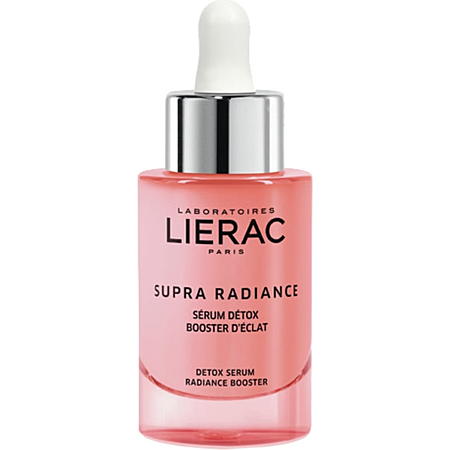 LABORATOIRES
LIERAC
PARIS
SUPRA RADIANCE
SÉRUM DÉTOX
BOOSTER D'ÉCLAT
DETOX SERUM
RADIANCE BOOSTER